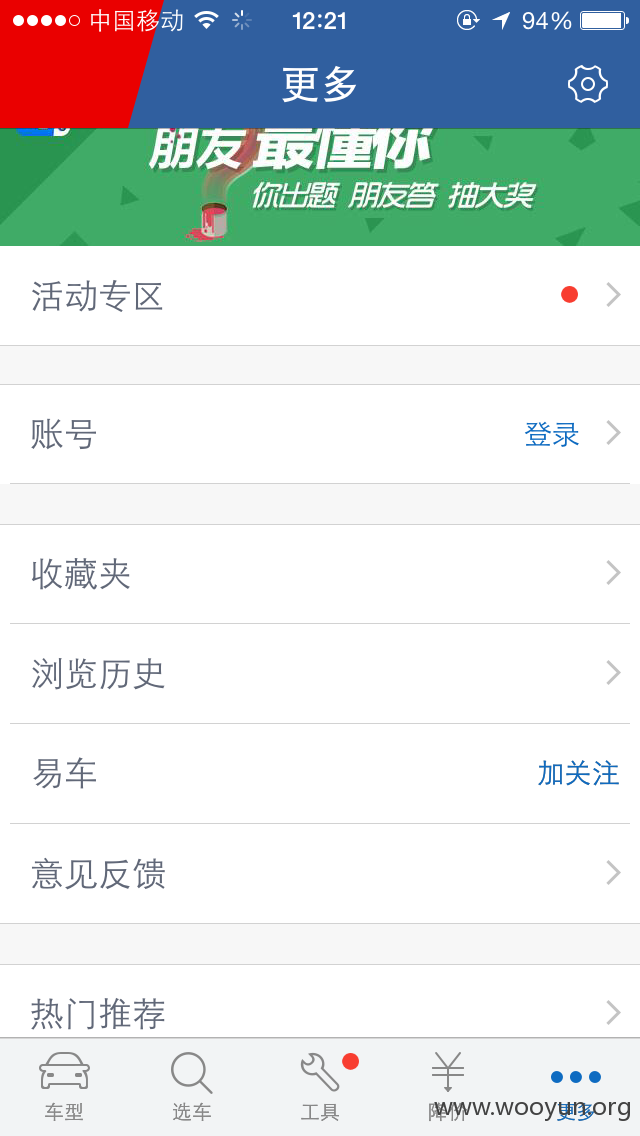 中国移动 12:21 94%
更多
朋友最懂你
你出题 朋友答 抽大奖
活动专区
账号 登录
收藏夹
浏览历史
易车 加关注
意见反馈
热门推荐
车型 选车 工具 降价 更多
www.wooyun.org